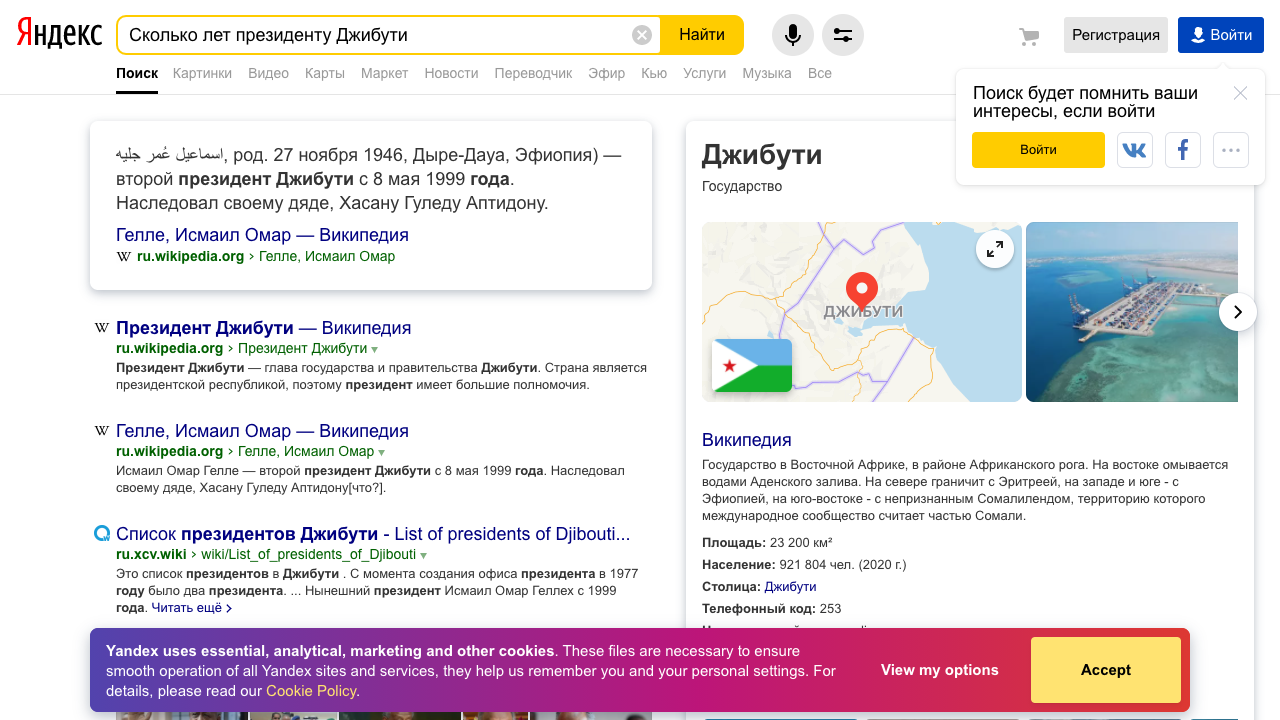 Яндекс
Сколько лет президенту Джибути
Найти
Регистрация
Войти
Поиск Картинки Видео Карты Маркет Новости Переводчик Эфир Кью Услуги Музыка Все
Поиск будет помнить ваши
интересы, если войти
Войти
اسماعيل عُمر جليه, род. 27 ноября 1946, Дыре-Дауа, Эфиопия) —
второй президент Джибути с 8 мая 1999 года.
Наследовал своему дяде, Хасану Гуледу Аптидону.
Гелле, Исмаил Омар — Википедия
W ru.wikipedia.org › Гелле, Исмаил Омар
W Президент Джибути — Википедия
ru.wikipedia.org › Президент Джибути
Президент Джибути — глава государства и правительства Джибути. Страна является
президентской республикой, поэтому президент имеет большие полномочия.
W Гелле, Исмаил Омар — Википедия
ru.wikipedia.org › Гелле, Исмаил Омар
Исмаил Омар Гелле — второй президент Джибути с 8 мая 1999 года. Наследовал
своему дяде, Хасану Гуледу Аптидону[что?].
Список президентов Джибути - List of presidents of Djibouti...
ru.xcv.wiki › wiki/List_of_presidents_of_Djibouti
Это список президентов в Джибути . С момента создания офиса президента в 1977
году было два президента. ... Нынешний президент Исмаил Омар Геллех с 1999
года. Читать ещё ›
Джибути
Государство
ДЖИБУТИ
Википедия
Государство в Восточной Африке, в районе Африканского рога. На востоке омывается
водами Аденского залива. На севере граничит с Эритреей, на западе и юге - с
Эфиопией, на юго-востоке - с непризнанным Сомалилендом, территорию которого
международное сообщество считает частью Сомали.
Площадь: 23 200 км²
Население: 921 804 чел. (2020 г.)
Столица: Джибути
Телефонный код: 253
Yandex uses essential, analytical, marketing and other cookies. These files are necessary to ensure
smooth operation of all Yandex sites and services, they help us remember you and your personal settings. For
details, please read our Cookie Policy.
View my options
Accept